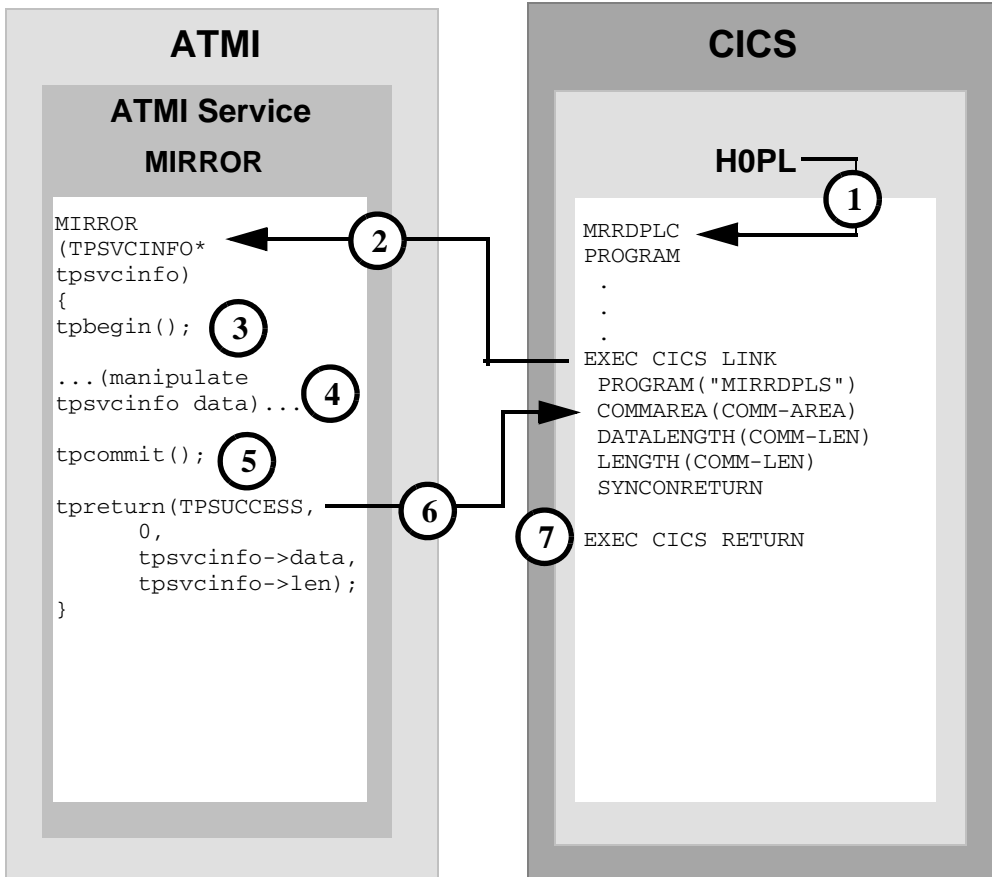 ATMI
ATMI Service
MIRROR
MIRROR
(TPSVCINFO*
tpsvcinfo)
{
tpbegin();
3
...(manipulate
tpsvcinfo data)...
4
tpcommit();
5
tpreturn(TPSUCCESS,
0,
tpsvcinfo->data,
tpsvcinfo->len);
}
2
6
CICS
H0PL
1
MRRDPLC
PROGRAM
.
.
.
EXEC CICS LINK
PROGRAM("MIRRDPLS")
COMMAREA(COMM-AREA)
DATALENGTH(COMM-LEN)
LENGTH(COMM-LEN)
SYNCONRETURN
7
EXEC CICS RETURN